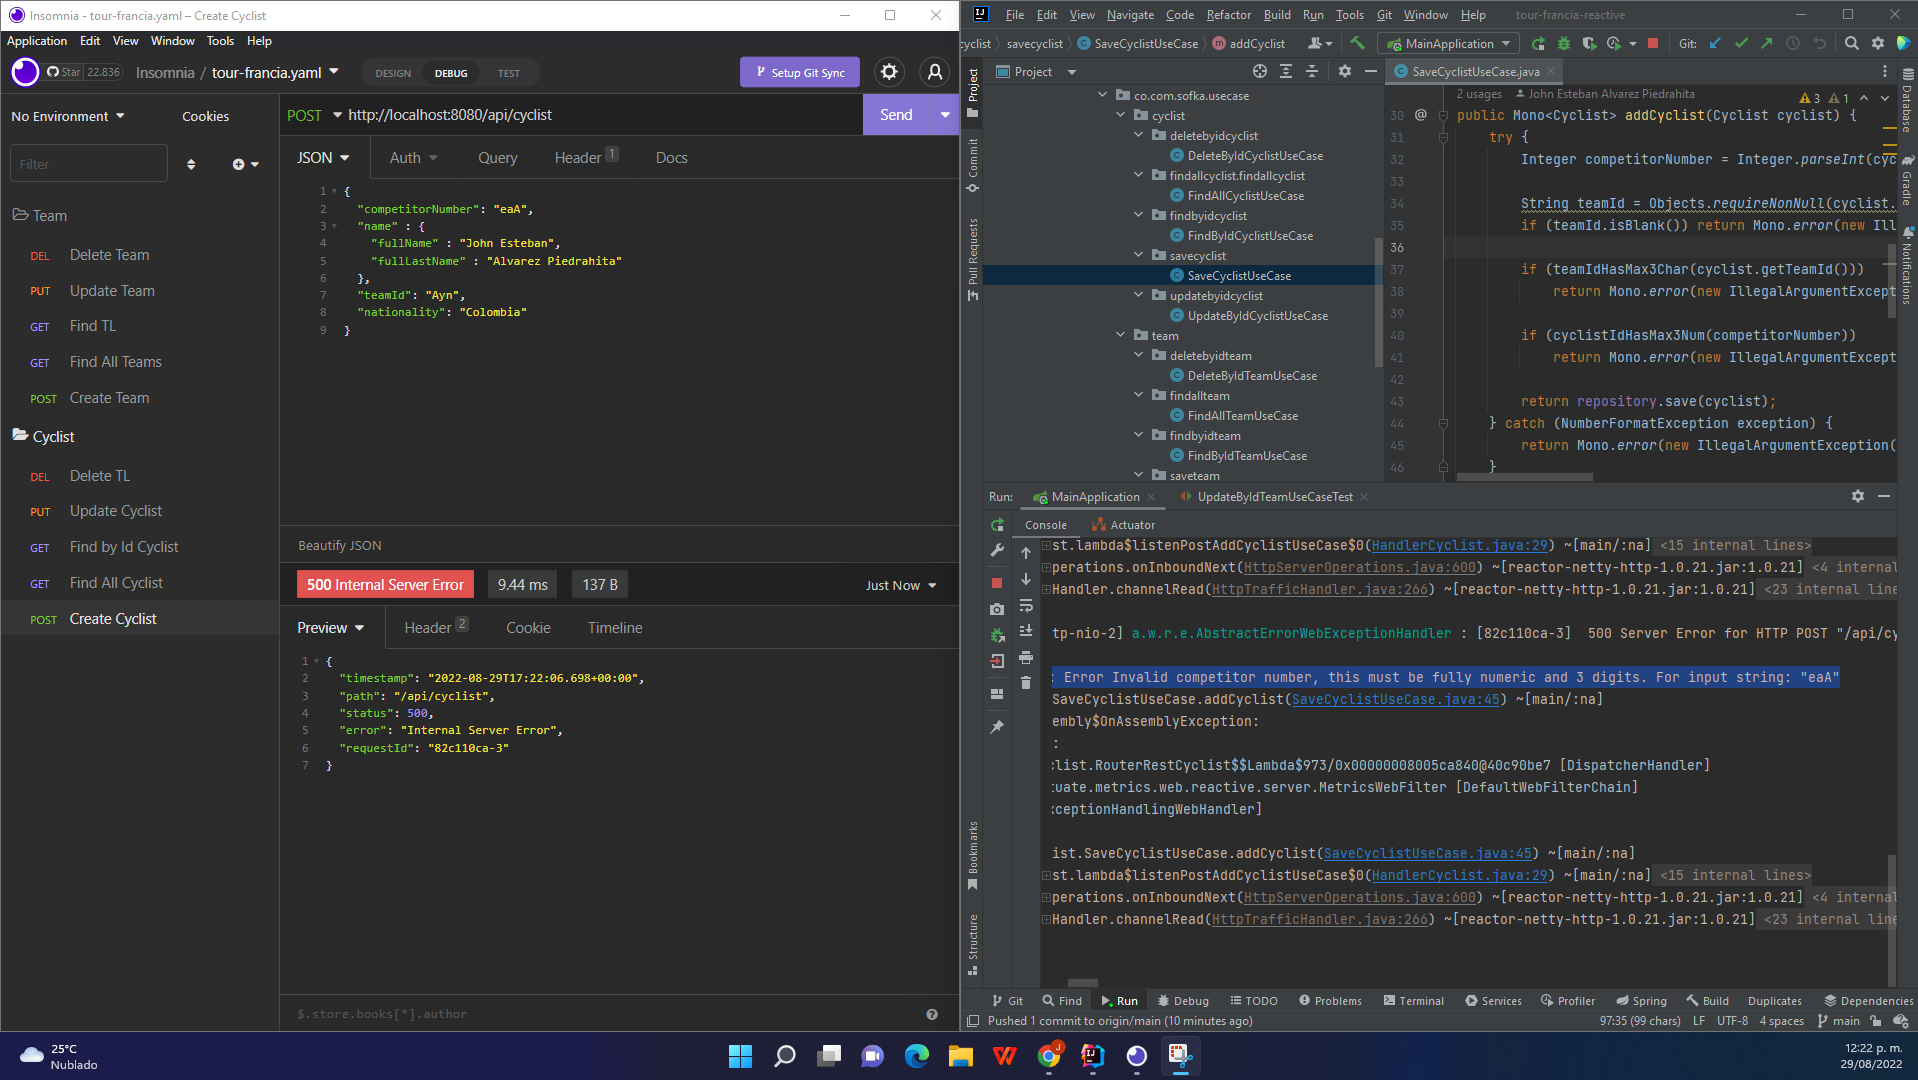 Insomnia - tour-francia.yaml – Create Cyclist
Application Edit View Window Tools Help
Star 22.836
Insomnia / tour-francia.yaml
DESIGN DEBUG TEST
Setup Git Sync
No Environment
Cookies
Filter
Team
DEL Delete Team
PUT Update Team
GET Find TL
GET Find All Teams
POST Create Team
Cyclist
DEL Delete TL
PUT Update Cyclist
GET Find by Id Cyclist
GET Find All Cyclist
POST Create Cyclist
POST http://localhost:8080/api/cyclist
Send
JSON Auth Query Header 1 Docs
1 {
2 "competitorNumber": "eaA",
3 "name" : {
4 "fullName" : "John Esteban",
5 "fullLastName" : "Alvarez Piedrahita"
6 },
7 "teamId": "Ayn",
8 "nationality": "Colombia"
9 }
Beautify JSON
500 Internal Server Error 9.44 ms 137 B Just Now
Preview Header 2 Cookie Timeline
1 {
2 "timestamp": "2022-08-29T17:22:06.698+00:00",
3 "path": "/api/cyclist",
4 "status": 500,
5 "error": "Internal Server Error",
6 "requestId": "82c110ca-3"
7 }
$.store.books[*].author
File Edit View Navigate Code Refactor Build Run Tools Git Window Help tour-francia-reactive
cyclist savecyclist SaveCyclistUseCase addCyclist MainApplication Git:
Project
Commit
Pull Requests
Bookmarks
Structure
Project
co.com.sofka.usecase
cyclist
deletebyidcyclist
DeleteByIdCyclistUseCase
findallcyclist.findallcyclist
FindAllCyclistUseCase
findbyidcyclist
FindByIdCyclistUseCase
savecyclist
SaveCyclistUseCase
updatebyidcyclist
UpdateByIdCyclistUseCase
team
deletebyidteam
DeleteByIdTeamUseCase
findallteam
FindAllTeamUseCase
findbyidteam
FindByIdTeamUseCase
saveteam
SaveCyclistUseCase.java
2 usages John Esteban Alvarez Piedrahita
3 1
30 @ public Mono<Cyclist> addCyclist(Cyclist cyclist) {
31 try {
32 Integer competitorNumber = Integer.parseInt(cyc
33
34 String teamId = Objects.requireNonNull(cyclist.
35 if (teamId.isBlank()) return Mono.error(new Ill
36
37 if (teamIdHasMax3Char(cyclist.getTeamId()))
38 return Mono.error(new IllegalArgumentExcept
39
40 if (cyclistIdHasMax3Num(competitorNumber))
41 return Mono.error(new IllegalArgumentExcept
42
43 return repository.save(cyclist);
44 } catch (NumberFormatException exception) {
45 return Mono.error(new IllegalArgumentException(
46 }
Database
Gradle
Notifications
Run: MainApplication UpdateByIdTeamUseCaseTest
Console Actuator
st.lambda$listenPostAddCyclistUseCase$0(HandlerCyclist.java:29) ~[main/:na] <15 internal lines>
perations.onInboundNext(HttpServerOperations.java:600) ~[reactor-netty-http-1.0.21.jar:1.0.21] <4 internal
Handler.channelRead(HttpTrafficHandler.java:266) ~[reactor-netty-http-1.0.21.jar:1.0.21] <23 internal line
tp-nio-2] a.w.r.e.AbstractErrorWebExceptionHandler : [82c110ca-3] 500 Server Error for HTTP POST "/api/cy
: Error Invalid competitor number, this must be fully numeric and 3 digits. For input string: "eaA"
SaveCyclistUseCase.addCyclist(SaveCyclistUseCase.java:45) ~[main/:na]
embly$OnAssemblyException:
:
clist.RouterRestCyclist$$Lambda$973/0x00000008005ca840@40c90be7 [DispatcherHandler]
tuate.metrics.web.reactive.server.MetricsWebFilter [DefaultWebFilterChain]
xceptionHandlingWebHandler]
ist.SaveCyclistUseCase.addCyclist(SaveCyclistUseCase.java:45) ~[main/:na]
st.lambda$listenPostAddCyclistUseCase$0(HandlerCyclist.java:29) ~[main/:na] <15 internal lines>
perations.onInboundNext(HttpServerOperations.java:600) ~[reactor-netty-http-1.0.21.jar:1.0.21] <4 interna
Handler.channelRead(HttpTrafficHandler.java:266) ~[reactor-netty-http-1.0.21.jar:1.0.21] <23 internal line
Git Find Run Debug TODO Problems Terminal Services Profiler Spring Build Duplicates Dependencies
Pushed 1 commit to origin/main (10 minutes ago) 97:35 (99 chars) LF UTF-8 4 spaces main
25°C
Nublado
12:22 p. m.
29/08/2022